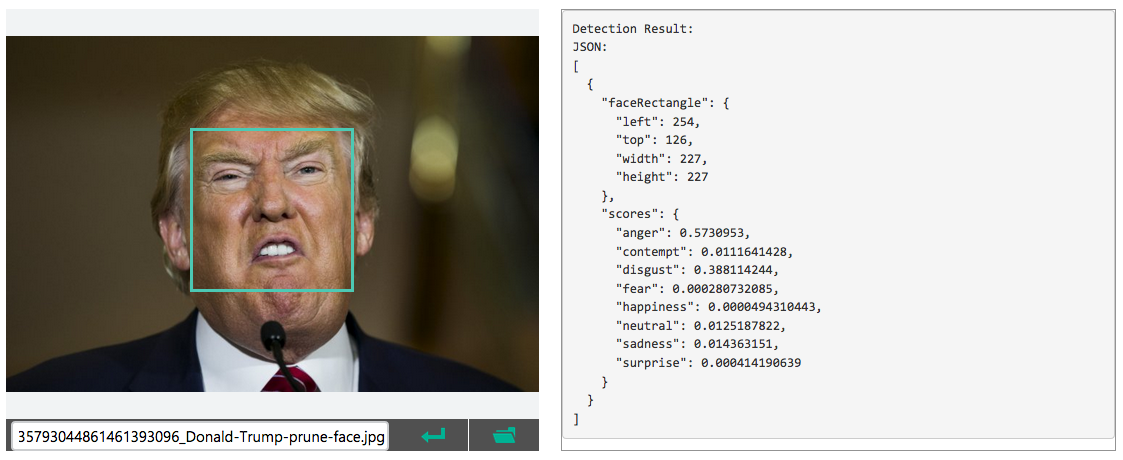 35793044861461393096_Donald-Trump-prune-face.jpg
Detection Result:
JSON:
[
  {
    "faceRectangle": {
      "left": 254,
      "top": 126,
      "width": 227,
      "height": 227
    },
    "scores": {
      "anger": 0.5730953,
      "contempt": 0.0111641428,
      "disgust": 0.388114244,
      "fear": 0.000280732085,
      "happiness": 0.0000494310443,
      "neutral": 0.0125187822,
      "sadness": 0.014363151,
      "surprise": 0.000414190639
    }
  }
]